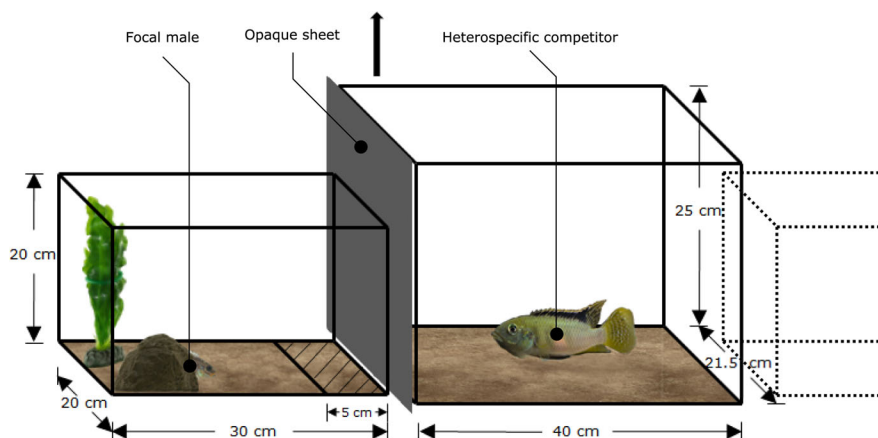 Focal male
Opaque sheet
Heterospecific competitor
20 cm
25 cm
21.5 cm
20 cm
5 cm
30 cm
40 cm